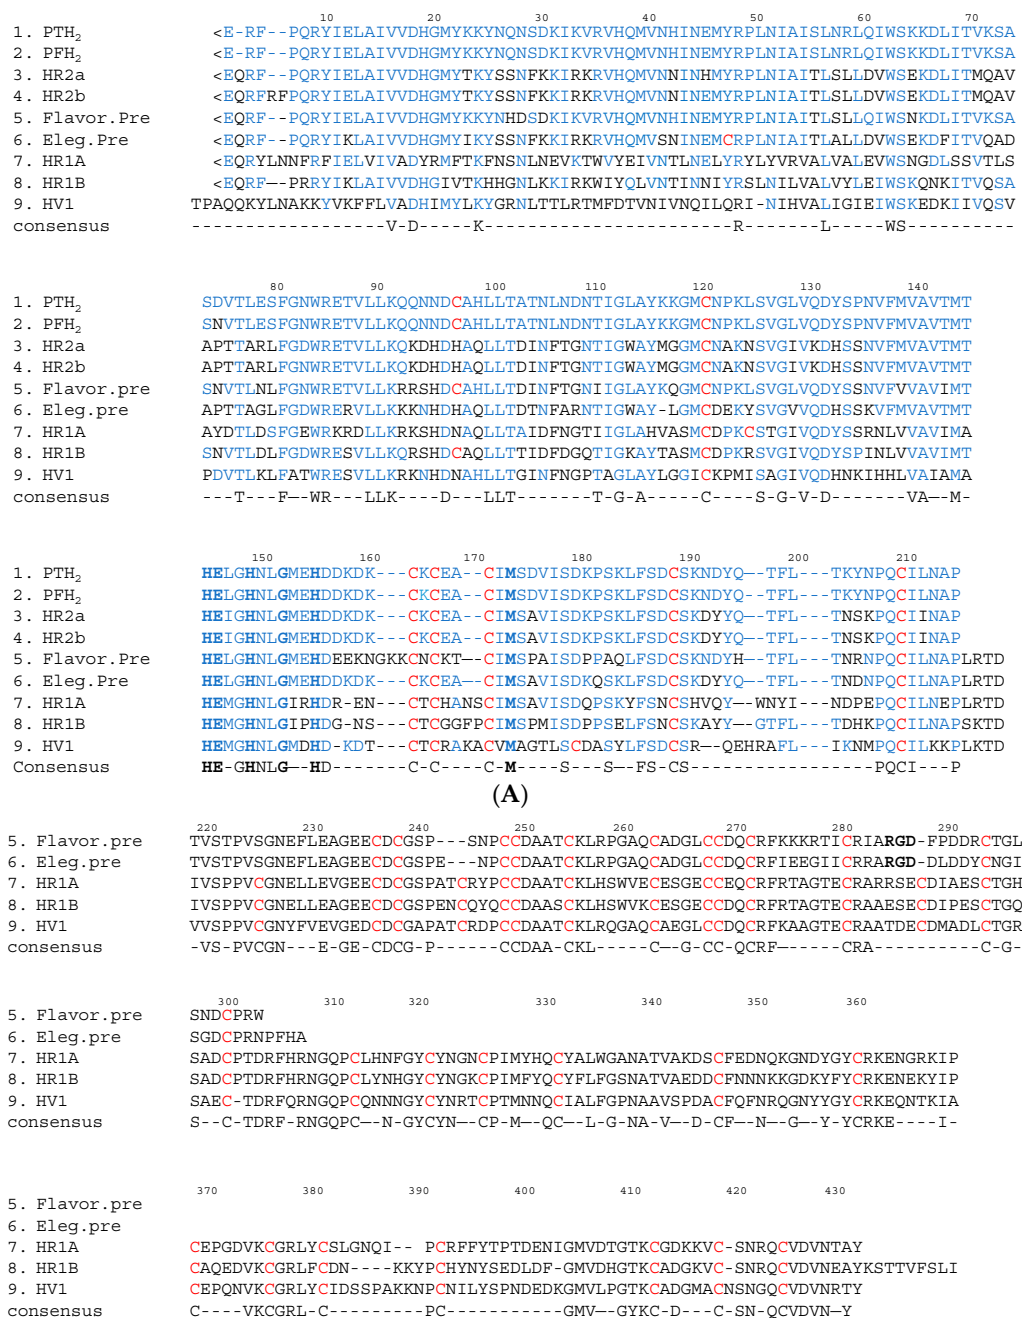 10 20 30 40 50 60 70
1. PTH2 <E-RF--PQRYIELAIVVDHGMYKKYNQNSDKIKVRVHQMVNHINEMYRPLNIAISLNRLQIWSKKDLITVKSA
2. PFH2 <E-RF--PQRYIELAIVVDHGMYKKYNQNSDKIKVRVHQMVNHINEMYRPLNIAISLNRLQIWSKKDLITVKSA
3. HR2a <EQRF--PQRYIELAIVVDHGMYTKYSSNFKKIRKRVHQMVNNINHMYRPLNIAITLSLLDVWSEKDLITMQAV
4. HR2b <EQRFRFPQRYIELAIVVDHGMYTKYSSNFKKIRKRVHQMVNNINEMYRPLNIAITLSLLDVWSEKDLITMQAV
5. Flavor.Pre <EQRF--PQRYIELAIVVDHGMYKKYNHDSDKIKVRVHQMVNHINEMYRPLNIAISLSLLQIWSNKDLITVKSA
6. Eleg.Pre <EQRF--PQRYIKLAIVVDHGMYIKYSSNFKKIRKRVHQMVSNINEMCRPLNIAITLALLDVWSEKDFITVQAD
7. HR1A <EQRYLNNFRFIELVIVADYRMFTKFNSNLNEVKTWVYEIVNTLNELYRYLYVRVALVALEVWSNGDLSSVTLS
8. HR1B <EQRF—-PRRYIKLAIVVDHGIVTKHHGNLKKIRKWIYQLVNTINNIYRSLNILVALVYLEIWSKQNKITVQSA
9. HV1 TPAQQKYLNAKKYVKFFLVADHIMYLKYGRNLTTLRTMFDTVNIVNQILQRI-NIHVALIGIEIWSKEDKIIVQSV
consensus ------------------V-D-----K------------------------R-------L-----WS----------
80 90 100 110 120 130 140
1. PTH2 SDVTLESFGNWRETVLLKQQNNDCAHLLTATNLNDNTIGLAYKKGMCNPKLSVGLVQDYSPNVFMVAVTMT
2. PFH2 SNVTLESFGNWRETVLLKQQNNDCAHLLTATNLNDNTIGLAYKKGMCNPKLSVGLVQDYSPNVFMVAVTMT
3. HR2a APTTARLFGDWRETVLLKQKDHDHAQLLTDINFTGNTIGWAYMGGMCNAKNSVGIVKDHSSNVFMVAVTMT
4. HR2b APTTARLFGDWRETVLLKQKDHDHAQLLTDINFTGNTIGWAYMGGMCNAKNSVGIVKDHSSNVFMVAVTMT
5. Flavor.pre SNVTLNLFGNWRETVLLKRRSHDCAHLLTDINFTGNIIGLAYKQGMCNPKLSVGLVQDYSSNVFVVAVIMT
6. Eleg.pre APTTAGLFGDWRERVLLKKKNHDHAQLLTDTNFARNTIGWAY-LGMCDEKYSVGVVQDHSSKVFMVAVTMT
7. HR1A AYDTLDSFGEWRKRDLLKRKSHDNAQLLTAIDFNGTIIGLAHVASMCDPKCSTGIVQDYSSRNLVVAVIMA
8. HR1B SNVTLDLFGNWRESVLLKQRSHDCAQLLTTIDFDGQTIGKAYTASMCDPKRSVGIVQDYSPINLVVAVIMA
9. HV1 PDVTLKLFATWRESVLLKRKNHDNAHLLTGINFNGPTAGLAYLGGICKPMISAGIVQDHNKIHHLVAIAMA
consensus ---T---F—-WR---LLK----D--LLT-------T-G-A-----C----S-G-V-D-------VA—-M-
150 160 170 180 190 200 210
1. PTH2 HELGHNLGMEHDDKDK---CKCEA--CIMSDVISDKPSKLFSDCSKNDYQ—-TFL---TKYNPQCILNAP
2. PFH2 HELGHNLGMEHDDKDK---CKCEA--CIMSDVISDKPSKLFSDCSKNDYQ—-TFL---TKYNPQCILNAP
3. HR2a HEIGHNLGMEHDDKDK---CKCEA--CIMSAVISDKPSKLFSDCSKDYYQ—-TFL---TNSKPQCIINAP
4. HR2b HEIGHNLGMEHDDKDK---CKCEA--CIMSAVISDKPSKLFSDCSKDYYQ—-TFL---TNSKPQCIINAP
5. Flavor.Pre HELGHNLGMEHDEEKNGKKCNCKT—-CIMSPAISDPPAQLFSDCSKNDYH—-TFL---TNRNPQCILNAPLRTD
6. Eleg.Pre HELGHNLGMEHDDKDK---CKCEA—-CIMSAVISDKQSKLFSDCSKDYYQ—-TFL---TNDNPQCILNAPLRTD
7. HR1A HEMGHNLGIRHDR-EN---CTCHANSCIMSAVISDQPSKYFSNCSHVQY—-WNYI---NDPEPQCILNEPLRTD
8. HR1B HEMGHNLGIPHDG-NS---CTCGGFPCIMSPMISDPPSELFSNCSKAYY—-GTFL---TDHKPQCILNAPSKTD
9. HV1 HEMGHNLGMDHD-KDT---CTCRAKACVMAGTLSCDASYLFSDCSR—-QEHRAFL---IKNMPQCILKKPLKTD
Consensus HE-GHNLG—-HD-------C-C----C-M----S---S—-FS-CS------------------PQCI---P
(A)
220 230 240 250 260 270 280 290
5. Flavor.pre TVSTPVSGNEFLEAGEECDCGSP---SNPCCDAATCKLRPGAQCADGLCCDQCRFKKKRTICRIARGD-FPDDRCTGL
6. Eleg.pre TVSTPVSGNEFLEAGEECDCGSPE---NPCCDAATCKLRPGAQCADGLCCDQCRFIEEGIICRRARGD-DLDDYCNGI
7. HR1A IVSPPVCGNELLEVGEECDCGSPATCRYPCCDAATCKLHSWVECESGECCEQCRFRTAGTECRARRSECDIAESCTGH
8. HR1B IVSPPVCGNELLEAGEECDCGSPENCQYQCCDAASCKLHSWVKCESGECCDQCRFRTAGTECRAAESECDIPESCTGQ
9. HV1 VVSPPVCGNYFVEVGEDCDCGAPATCRDPCCDAATCKLRQGAQCAEGLCCDQCRFKAAGTECRAATDECDMADLCTGR
consensus -VS-PVCGN---E-GE-CDCG-P------CCDAA-CKL-----C—-G-CC-QCRF—----CRA----------C-G-
300 310 320 330 340 350 360
5. Flavor.pre SNDCPRW
6. Eleg.pre SGDCPRNPFHA
7. HR1A SADCPTDRFHRNGQPCLHNFGYCYNGNCPIMYHQCYALWGANATVAKDSCFEDNQKGNDYGYCRKENGRKIP
8. HR1B SADCPTDRFHRNGQPCLYNHGYCYNGKCPIMFYQCYFLFGSNATVAEDDCFNNNKKGDKYFYCRKENEKYIP
9. HV1 SAEC-TDRFQRNGQPCQNNNGYCYNRTCPTMNNQCIALFGPNAAVSPDACFQFNRQGNYYGYCRKEQNTKIA
consensus S--C-TDRF-RNGQPC—-N-GYCYN—-CP-M—-QC—-L-G-NA-V—-D-CF—-N—-G—-Y-YCRKE----I-
370 380 390 400 410 420 430
5. Flavor.pre
6. Eleg.pre
7. HR1A CEPGDVKCGRLYCSLGNQI-- PCRFFYTPTDENIGMVDTGTKCGDKKVC-SNRQCVDVNTAY
8. HR1B CAQEDVKCGRLFCDN----KKYPCHYNYSEDLDF-GMVDHGTKCADGKVC-SNRQCVDVNEAYKSTTVFSLI
9. HV1 CEPQNVKCGRLYCIDSSPAKKNPCNILYSPNDEDKGMVLPGTKCADGMACNSNGQCVDVNRTY
consensus C----VKCGRL-C--------PC-----------GMV—-GYKC-D---C-SN-QCVDVN—Y